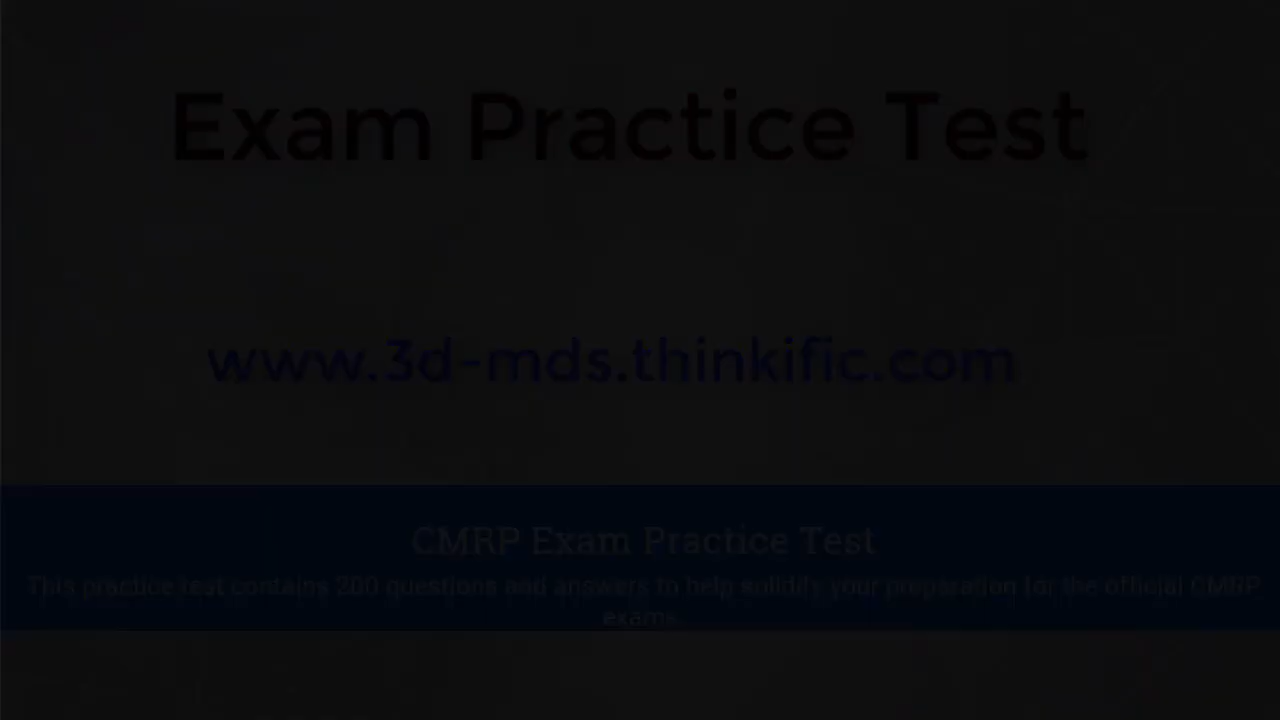 Exam Practice Test
www.3d-mds.thinkific.com
CMRP Exam Practice Test
This practice test contains 200 questions and answers to help solidify your preparation for the official CMRP
exams.